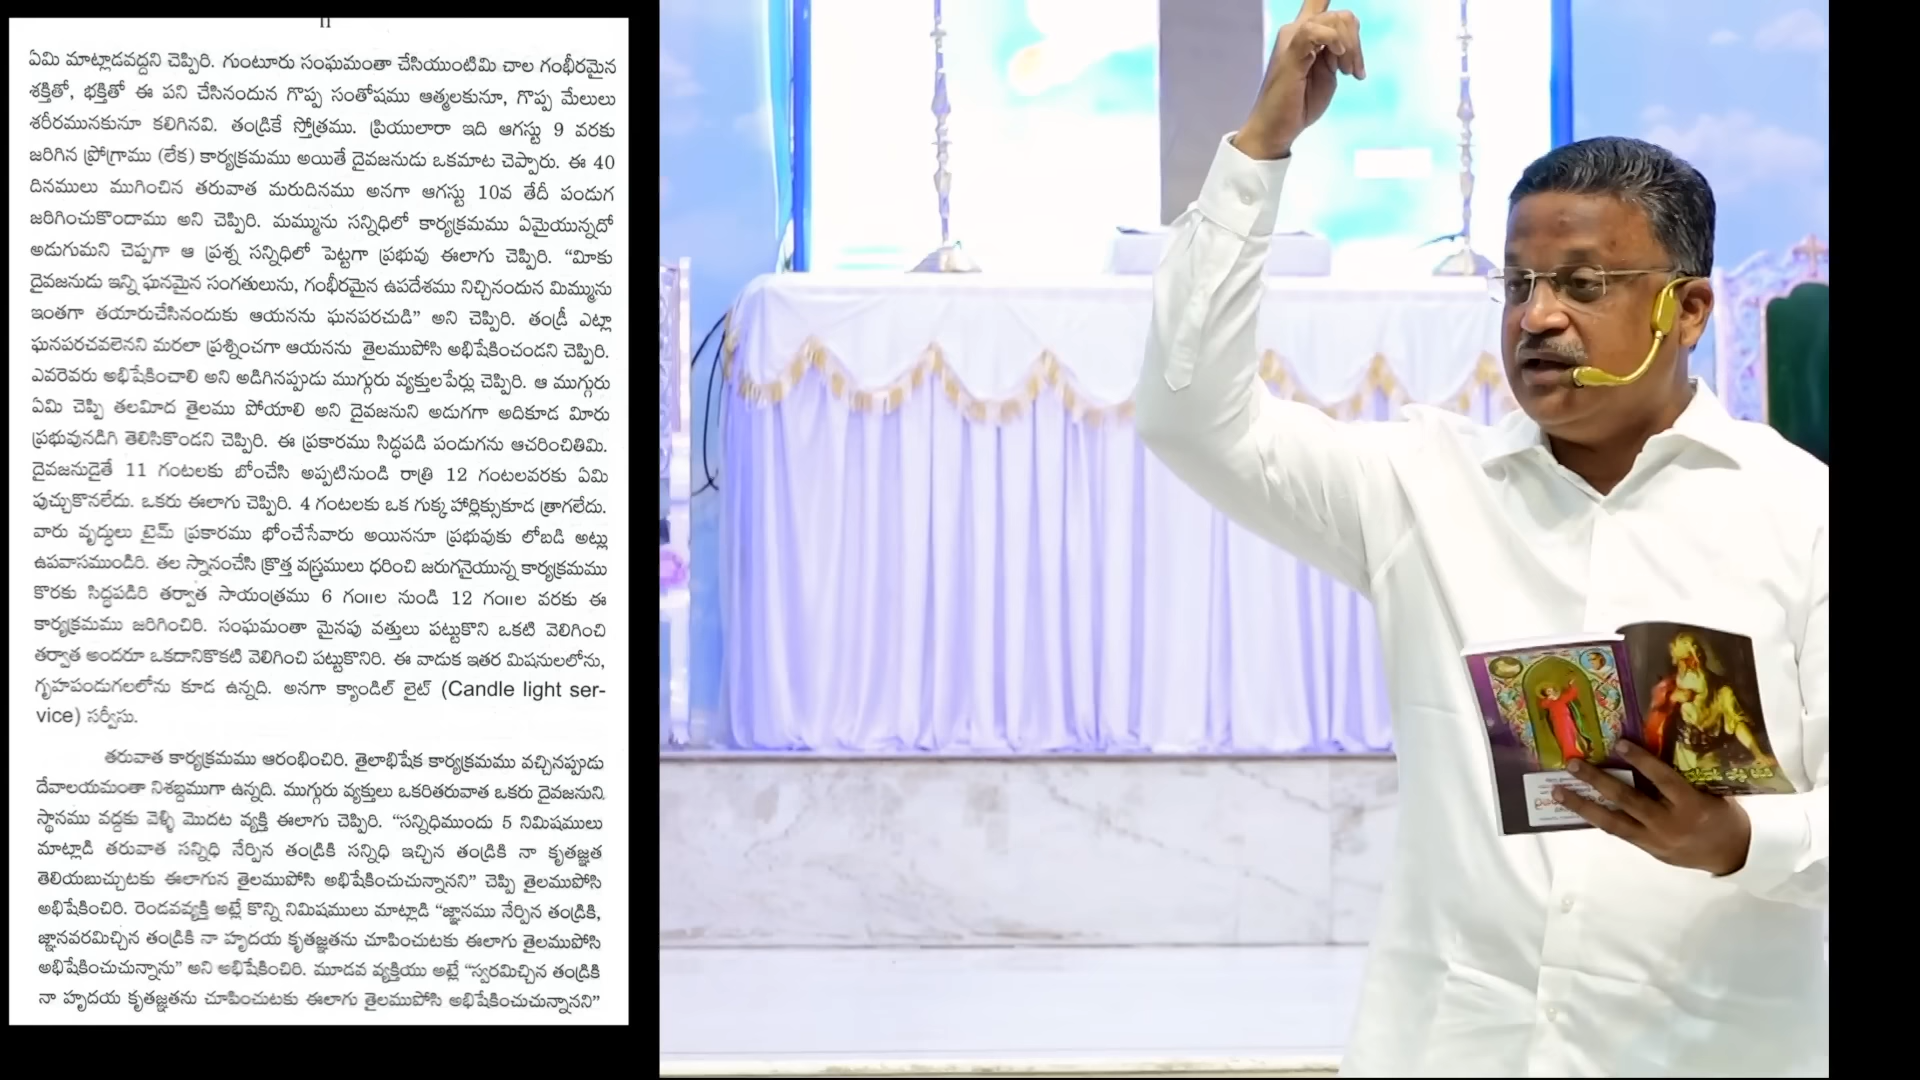 11
ఏమి మాట్లాడవద్దని చెప్పిరి. గుంటూరు సంఘమంతా చేసియుంటిమి చాల గంభీరమైన
శక్తితో, భక్తితో ఈ పని చేసినందున గొప్ప సంతోషము ఆత్మలకునూ, గొప్ప మేలులు
శరీరమునకునూ కలిగినవి. తండ్రికే స్తోత్రము. ప్రియులారా ఇది ఆగస్టు 9 వరకు
జరిగిన ప్రోగ్రాము (లేక) కార్యక్రమము అయితే దైవజనుడు ఒకమాట చెప్పారు. ఈ 40
దినములు ముగించిన తరువాత మరుదినము అనగా ఆగస్టు 10వ తేదీ పండుగ
జరిగించుకొందాము అని చెప్పిరి. మమ్మును సన్నిధిలో కార్యక్రమము ఏమైయున్నదో
అడుగుమని చెప్పగా ఆ ప్రశ్న సన్నిధిలో పెట్టగా ప్రభువు ఈలాగు చెప్పిరి. “మీకు
దైవజనుడు ఇన్ని ఘనమైన సంగతులును, గంభీరమైన ఉపదేశము నిచ్చినందున మిమ్మును
ఇంతగా తయారుచేసినందుకు ఆయనను ఘనపరచుడి” అని చెప్పిరి. తండ్రీ ఎట్లా
ఘనపరచవలెనని మరలా ప్రశ్నించగా ఆయనను తైలముపోసి అభిషేకించండని చెప్పిరి.
ఎవరెవరు అభిషేకించాలి అని అడిగినప్పుడు ముగ్గురు వ్యక్తులపేర్లు చెప్పిరి. ఆ ముగ్గురు
ఏమి చెప్పి తలమీద తైలము పోయాలి అని దైవజనుని అడుగగా అదికూడ మీరు
ప్రభువునడిగి తెలిసికొండని చెప్పిరి. ఈ ప్రకారము సిద్ధపడి పండుగను ఆచరించితిమి.
దైవజనుడైతే 11 గంటలకు బోంచేసి అప్పటినుండి రాత్రి 12 గంటలవరకు ఏమి
పుచ్చుకొనలేదు. ఒకరు ఈలాగు చెప్పిరి. 4 గంటలకు ఒక గుక్క హార్లిక్సుకూడ త్రాగలేదు.
వారు వృద్ధులు టైమ్ ప్రకారము భోంచేసేవారు అయిననూ ప్రభువుకు లోబడి అట్లు
ఉపవాసముండిరి. తల స్నానంచేసి క్రొత్త వస్త్రములు ధరించి జరుగనైయున్న కార్యక్రమము
కొరకు సిద్ధపడిరి తర్వాత సాయంత్రము 6 గంIIల నుండి 12 గంIIల వరకు ఈ
కార్యక్రమము జరిగించిరి. సంఘమంతా మైనపు వత్తులు పట్టుకొని ఒకటి వెలిగించి
తర్వాత అందరూ ఒకదానికొకటి వెలిగించి పట్టుకొనిరి. ఈ వాడుక ఇతర మిషనులలోను,
గృహపండుగలలోను కూడ ఉన్నది. అనగా క్యాండిల్ లైట్ (Candle light ser-
vice) సర్వీసు.
తరువాత కార్యక్రమము ఆరంభించిరి. తైలాభిషేక కార్యక్రమము వచ్చినప్పుడు
దేవాలయమంతా నిశబ్దముగా ఉన్నది. ముగ్గురు వ్యక్తులు ఒకరితరువాత ఒకరు దైవజనుని
స్థానము వద్దకు వెళ్ళి మొదట వ్యక్తి ఈలాగు చెప్పిరి. “సన్నిధిముందు 5 నిమిషములు
మాట్లాడి తరువాత సన్నిధి నేర్పిన తండ్రికి సన్నిధి ఇచ్చిన తండ్రికి నా కృతజ్ఞత
తెలియబుచ్చుటకు ఈలాగున తైలముపోసి అభిషేకించుచున్నానని” చెప్పి తైలముపోసి
అభిషేకించిరి. రెండవవ్యక్తి అట్లే కొన్ని నిమిషములు మాట్లాడి “జ్ఞానము నేర్పిన తండ్రికి,
జ్ఞానవరమిచ్చిన తండ్రికి నా హృదయ కృతజ్ఞతను చూపించుటకు ఈలాగు తైలముపోసి
అభిషేకించుచున్నాను” అని అభిషేకించిరి. మూడవ వ్యక్తియు అట్లే “స్వరమిచ్చిన తండ్రికి
నా హృదయ కృతజ్ఞతను చూపించుటకు ఈలాగు తైలముపోసి అభిషేకించుచున్నానని”